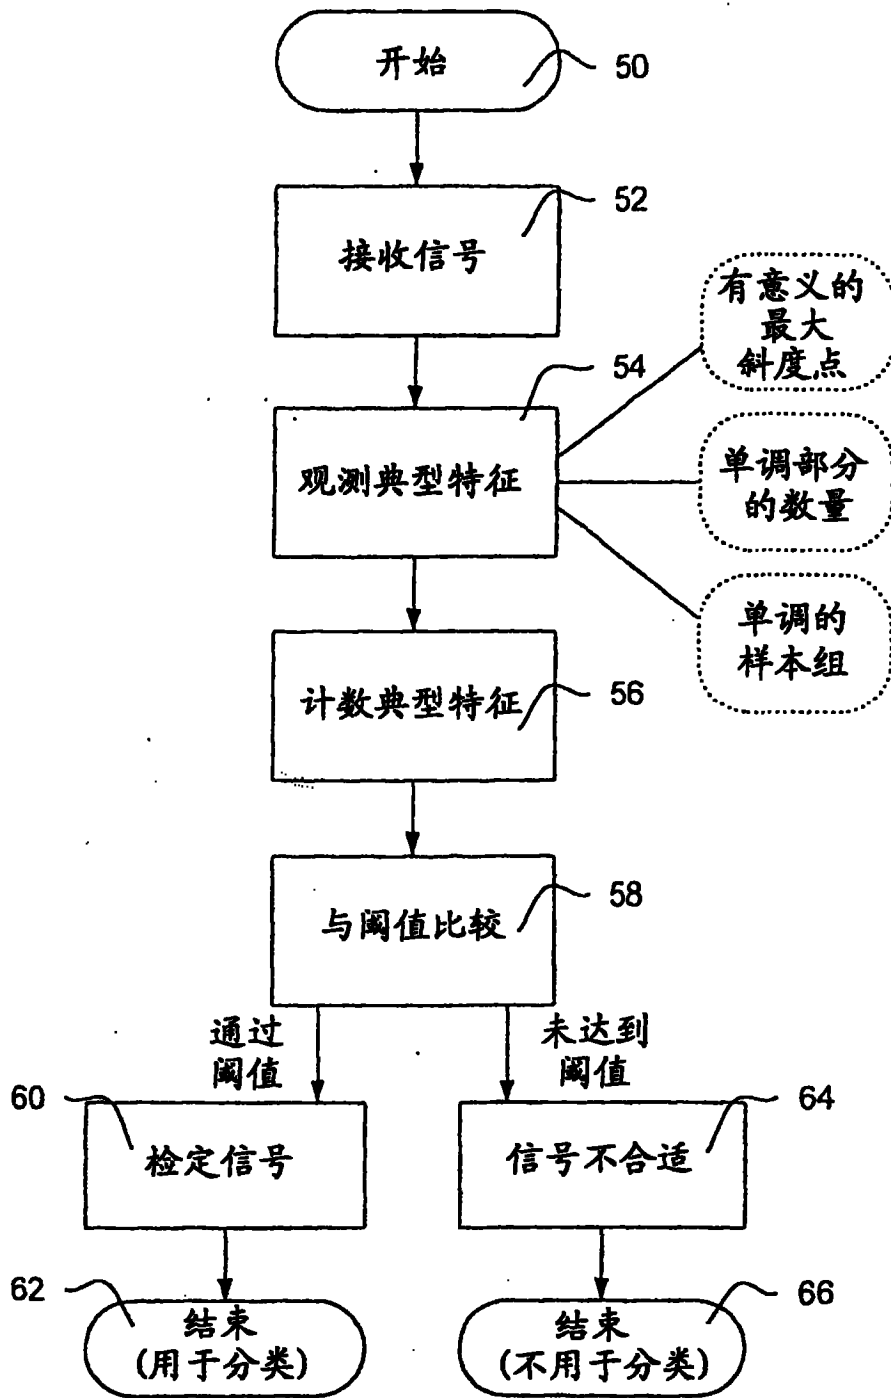 开始
50
接收信号
52
有意义的
最大
斜度点
54
观测典型特征
单调部分
的数量
单调的
样本组
计数典型特征
56
与阈值比较
58
通过
阈值
未达到
阈值
60
检定信号
信号不合适
64
62
结束
(用于分类)
结束
(不用于分类)
66